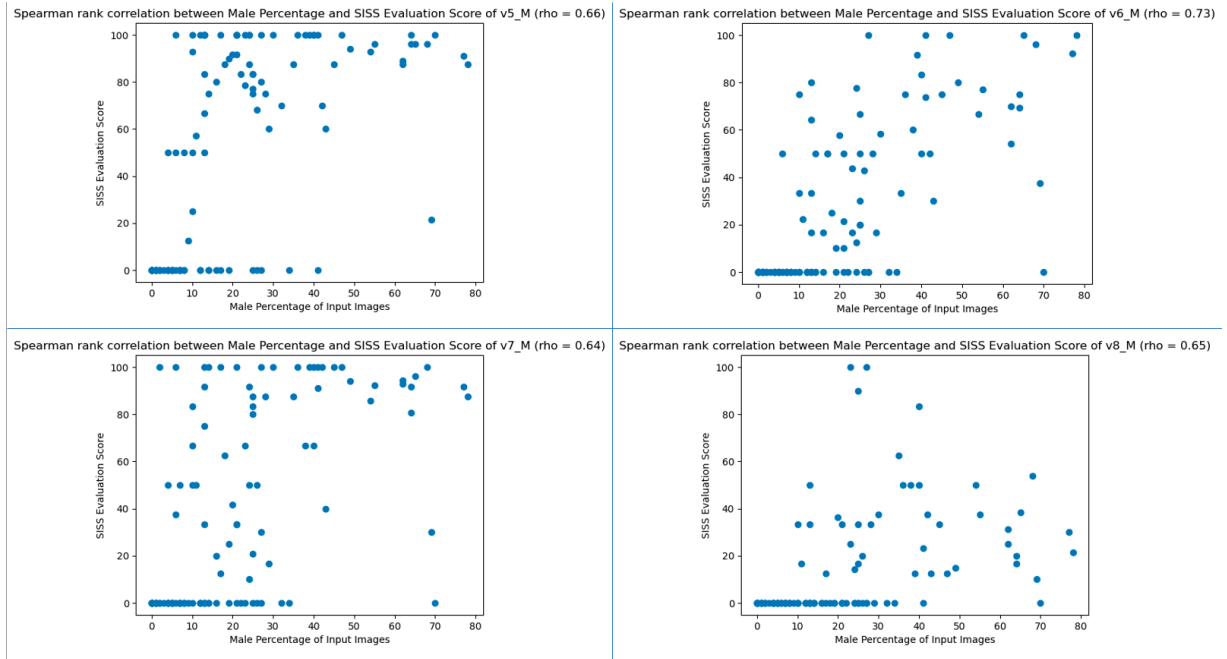 Spearman rank correlation between Male Percentage and SISS Evaluation Score of v5_M (rho = 0.66)
100
80
60
40
20
0
SISS Evaluation Score
0 10 20 30 40 50 60 70 80
Male Percentage of Input Images
Spearman rank correlation between Male Percentage and SISS Evaluation Score of v6_M (rho = 0.73)
100
80
60
40
20
0
SISS Evaluation Score
0 10 20 30 40 50 60 70 80
Male Percentage of Input Images
Spearman rank correlation between Male Percentage and SISS Evaluation Score of v7_M (rho = 0.64)
100
80
60
40
20
0
SISS Evaluation Score
0 10 20 30 40 50 60 70 80
Male Percentage of Input Images
Spearman rank correlation between Male Percentage and SISS Evaluation Score of v8_M (rho = 0.65)
100
80
60
40
20
0
SISS Evaluation Score
0 10 20 30 40 50 60 70 80
Male Percentage of Input Images